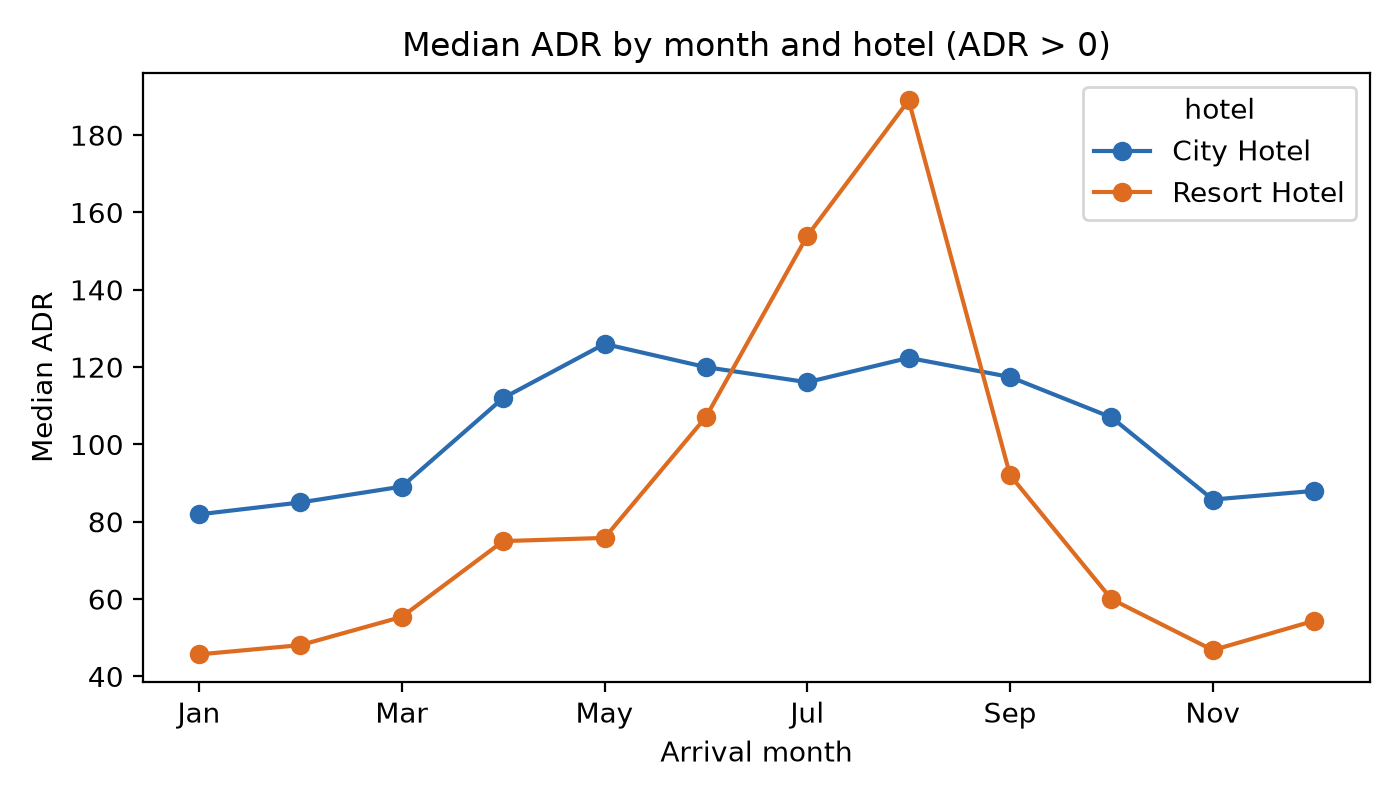 Median ADR by month and hotel (ADR > 0)
hotel
City Hotel
Resort Hotel
Median ADR
180
160
140
120
100
80
60
40
Jan Mar May Jul Sep Nov
Arrival month